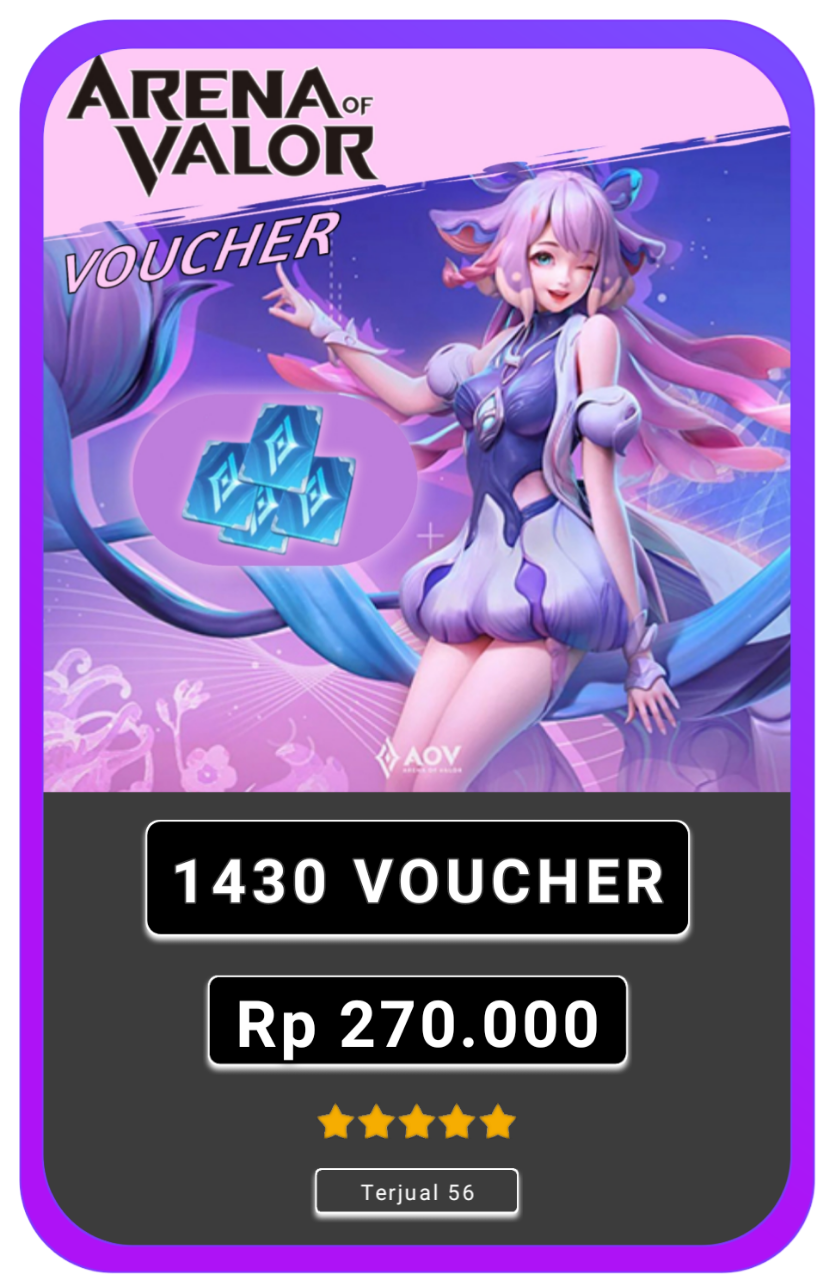 ARENA OF
VALOR
VOUCHER
AOV
ARENA OF VALOR
1430 VOUCHER
Rp 270.000
Terjual 56